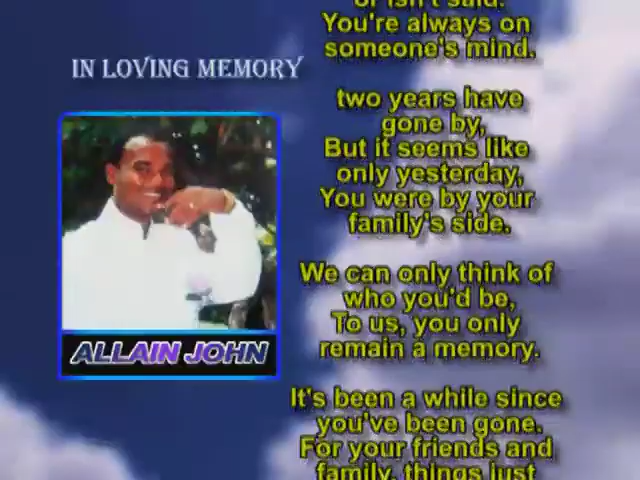 IN LOVING MEMORY
ALLAIN JOHN
or isn't said.
You're always on
someone's mind.
two years have
gone by,
But it seems like
only yesterday,
You were by your
family's side.
We can only think of
who you'd be,
To us, you only
remain a memory.
It's been a while since
you've been gone.
For your friends and
family, things just